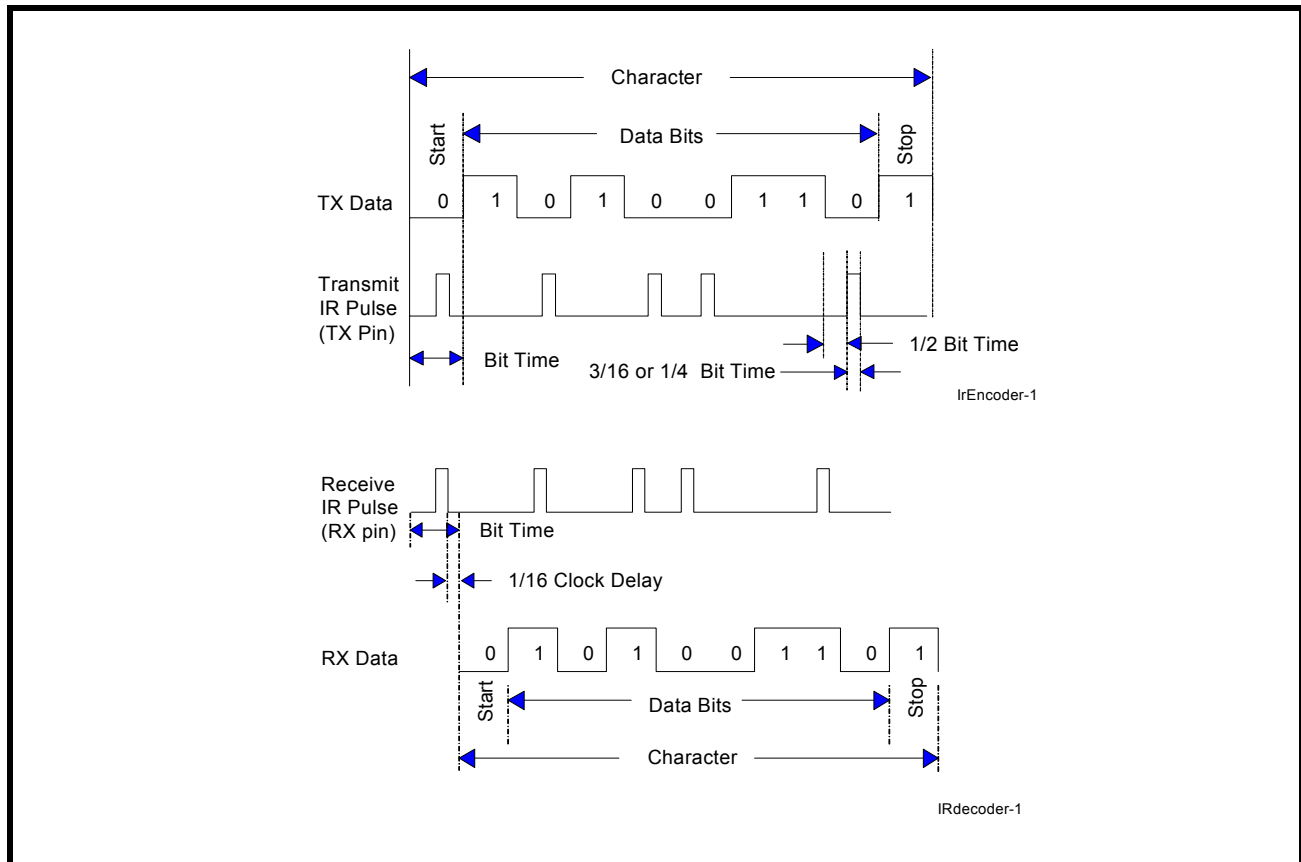 Character
Start
Data Bits
Stop
TX Data
0 1 0 1 0 0 1 1 0 1
Transmit
IR Pulse
(TX Pin)
Bit Time
1/2 Bit Time
3/16 or 1/4 Bit Time
IrEncoder-1
Receive
IR Pulse
(RX pin)
Bit Time
1/16 Clock Delay
RX Data
0 1 0 1 0 0 1 1 0 1
Start
Data Bits
Stop
Character
IRdecoder-1